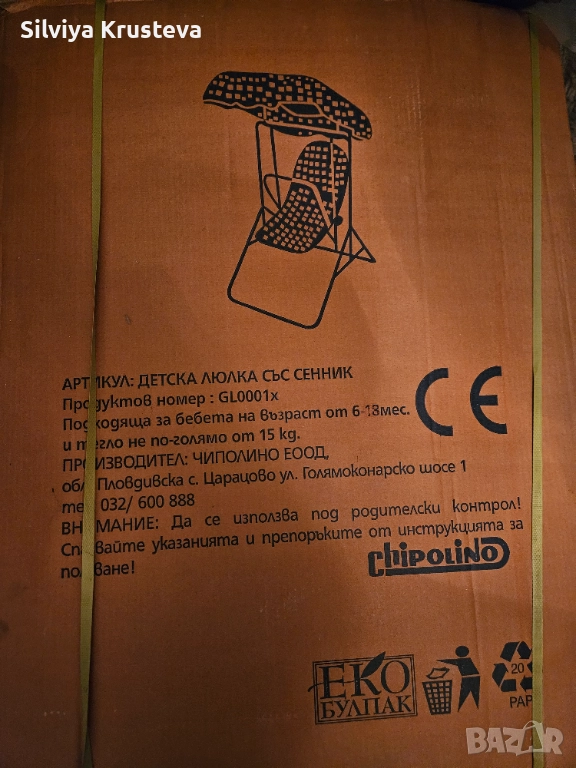 Silviya Krusteva
АРТИКУЛ: ДЕТСКА ЛЮЛКА СЪС СЕННИК
Продуктов номер : GL0001x
Подходяща за бебета на възраст от 6-18мес.
и тегло не по-голямо от 15 kg.
ПРОИЗВОДИТЕЛ: ЧИПОЛИНО ЕООД,
обл. Пловдивска с. Царацово ул. Голямоконарско шосе 1
тел. 032/ 600 888
ВНИМАНИЕ: Да се използва под родителски контрол!
Спазвайте указанията и препоръките от инструкцията за
ползване!
CE
Chipolino
ЕКО
БУЛПАК
20
PAP
BAZAR